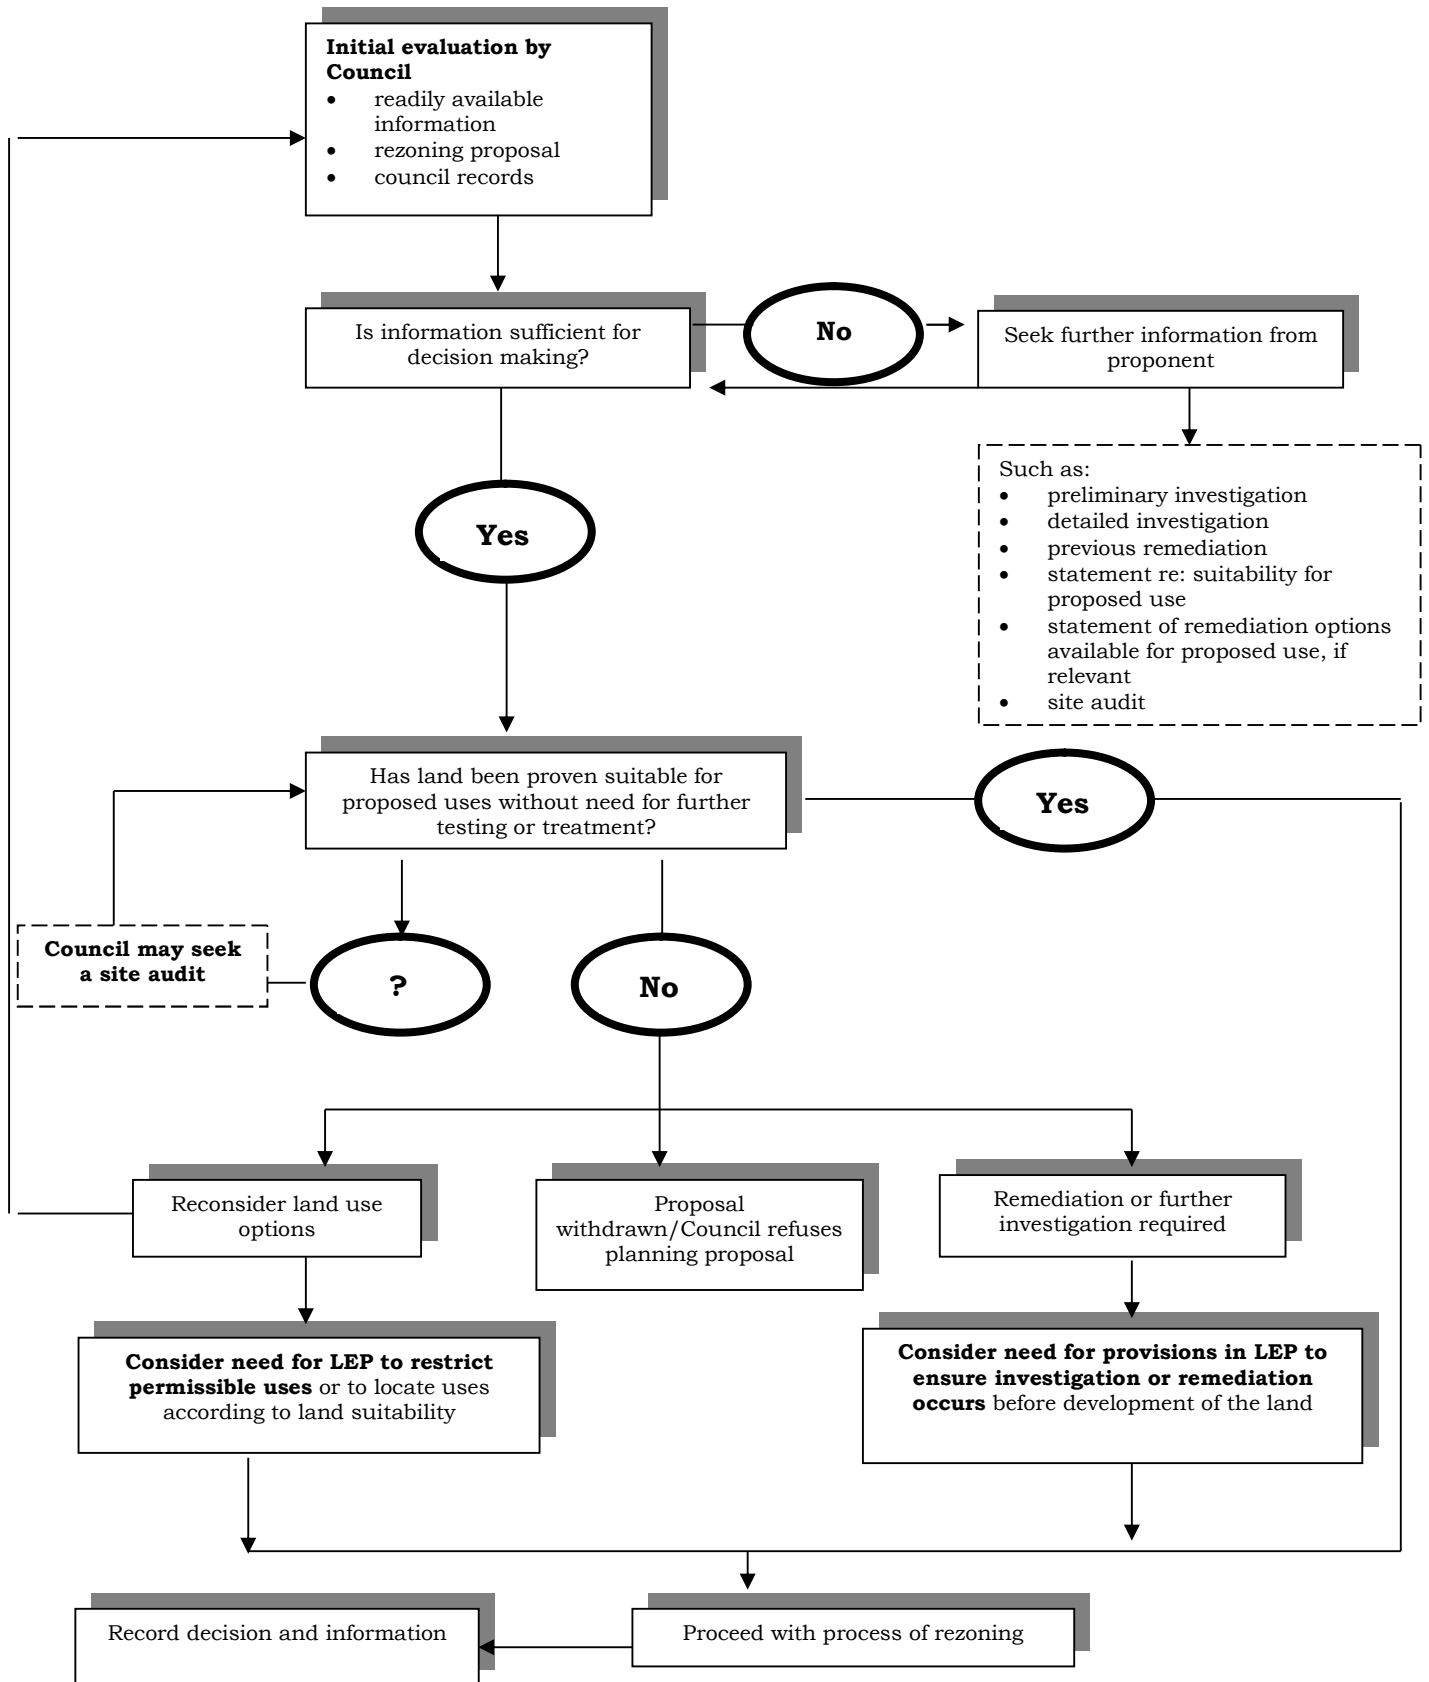 Initial evaluation by
Council
• readily available
information
• rezoning proposal
• council records
Is information sufficient for
decision making?
No
Seek further information from
proponent
Yes
Such as:
• preliminary investigation
• detailed investigation
• previous remediation
• statement re: suitability for
proposed use
• statement of remediation options
available for proposed use, if
relevant
• site audit
Has land been proven suitable for
proposed uses without need for further
testing or treatment?
Yes
Council may seek
a site audit
?
No
Reconsider land use
options
Proposal
withdrawn/Council refuses
planning proposal
Remediation or further
investigation required
Consider need for LEP to restrict
permissible uses or to locate uses
according to land suitability
Consider need for provisions in LEP to
ensure investigation or remediation
occurs before development of the land
Record decision and information
Proceed with process of rezoning